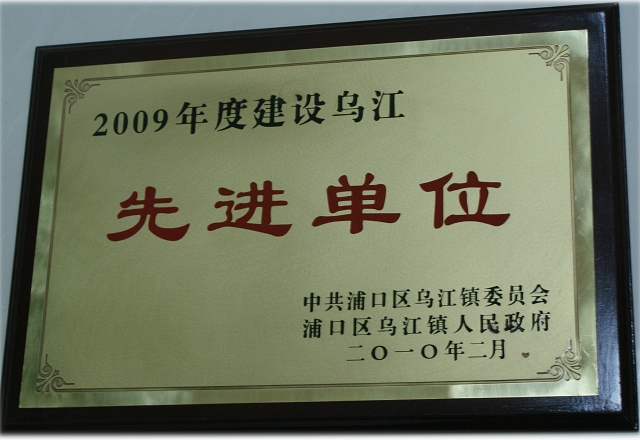 2009年度建设乌江
先进单位
中共浦口区乌江镇委员会
浦口区乌江镇人民政府
二〇一〇年二月